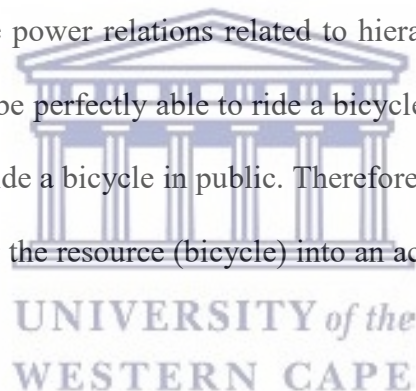 power relations related to hiera
be perfectly able to ride a bicycle
ide a bicycle in public. Therefore
the resource (bicycle) into an ac
UNIVERSITY of the
WESTERN CAPE